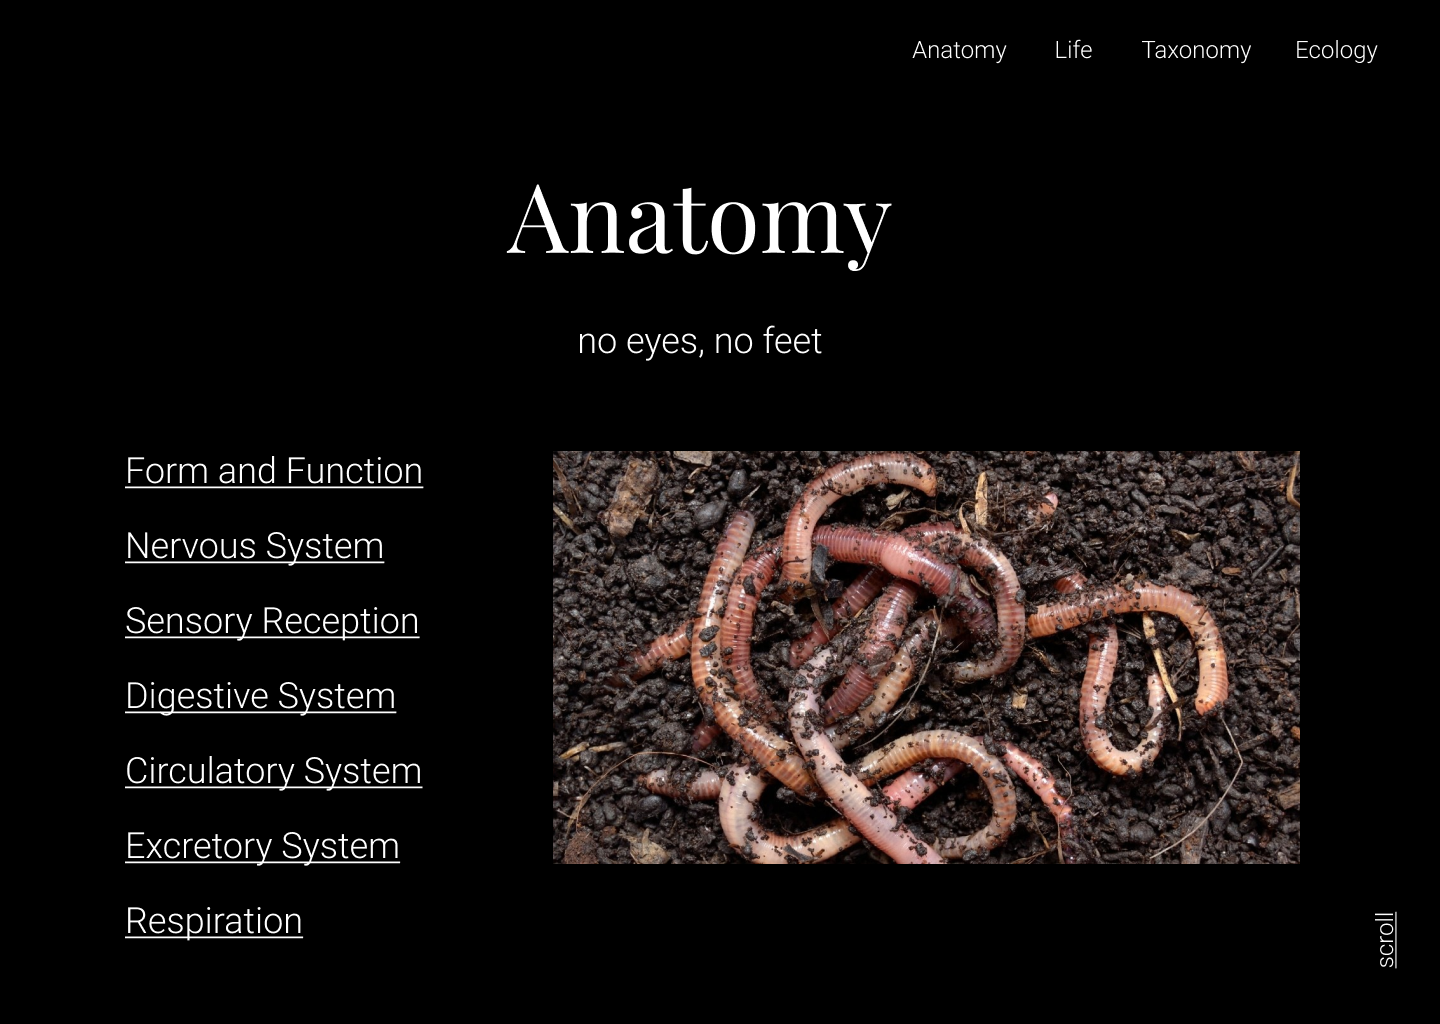 Anatomy Life Taxonomy Ecology
Anatomy
no eyes, no feet
Form and Function
Nervous System
Sensory Reception
Digestive System
Circulatory System
Excretory System
Respiration
scroll